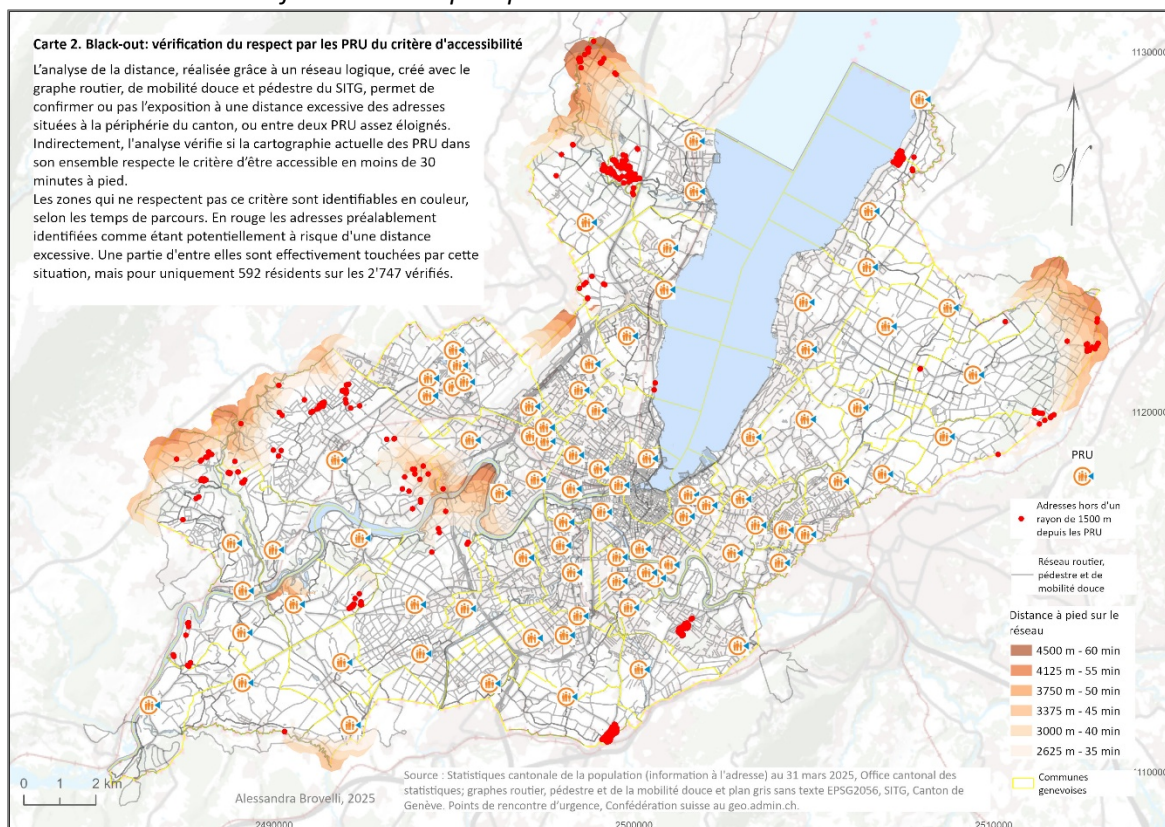 Carte 2. Black-out: vérification du respect par les PRU du critère d'accessibilité
L'analyse de la distance, réalisée grâce à un réseau logique, créé avec le
graphe routier, de mobilité douce et pédestre du SITG, permet de
confirmer ou pas l'exposition à une distance excessive des adresses
situées à la périphérie du canton, ou entre deux PRU assez éloignés.
Indirectement, l'analyse vérifie si la cartographie actuelle des PRU dans
son ensemble respecte le critère d'être accessible en moins de 30
minutes à pied.
Les zones qui ne respectent pas ce critère sont identifiables en couleur,
selon les temps de parcours. En rouge les adresses préalablement
identifiées comme étant potentiellement à risque d'une distance
excessive. Une partie d'entre elles sont effectivement touchées par cette
situation, mais pour uniquement 592 résidents sur les 2'747 vérifiés.
1130000
N
1120000
PRU
Adresses hors d'un
rayon de 1500 m
depuis les PRU
Réseau routier,
pédestre et de
mobilité douce
Distance à pied sur le
réseau
4500 m - 60 min
4125 m - 55 min
3750 m - 50 min
3375 m - 45 min
3000 m - 40 min
2625 m - 35 min
Communes
genevoises
1110000
0 1 2 km
Alessandra Brovelli, 2025
Source : Statistiques cantonale de la population (information à l'adresse) au 31 mars 2025, Office cantonal des
statistiques; graphes routier, pédestre et de la mobilité douce et plan gris sans texte EPSG2056, SITG, Canton de
Genève. Points de rencontre d'urgence, Confédération suisse au geo.admin.ch.
2490000
2500000
2510000